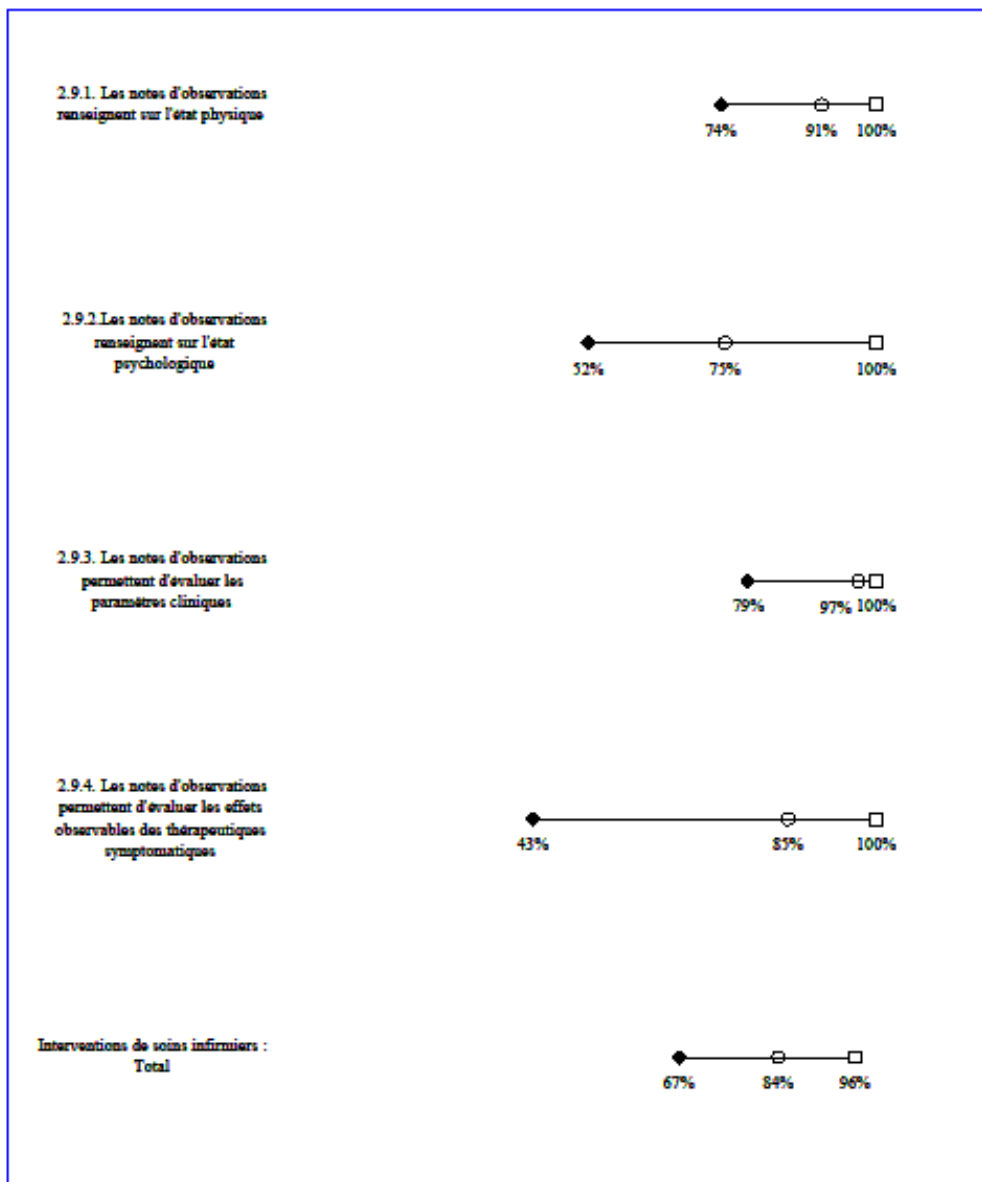 2.9.1. Les notes d'observations
renseignent sur l'état physique
74% 91% 100%
2.9.2.Les notes d'observations
renseignent sur l'état
psychologique
52% 75% 100%
2.9.3. Les notes d'observations
permettent d'évaluer les
paramètres cliniques
79% 97% 100%
2.9.4. Les notes d'observations
permettent d'évaluer les effets
observables des thérapeutiques
symptomatiques
43% 85% 100%
Interventions de soins infirmiers :
Total
67% 84% 96%